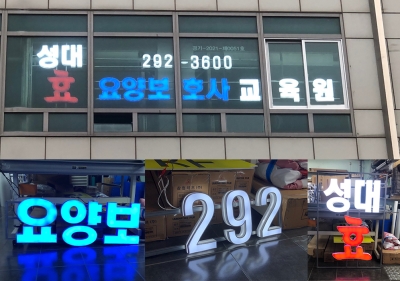 성대
292-3600
효 요양보호사 교육원
요양보
292
성대
효